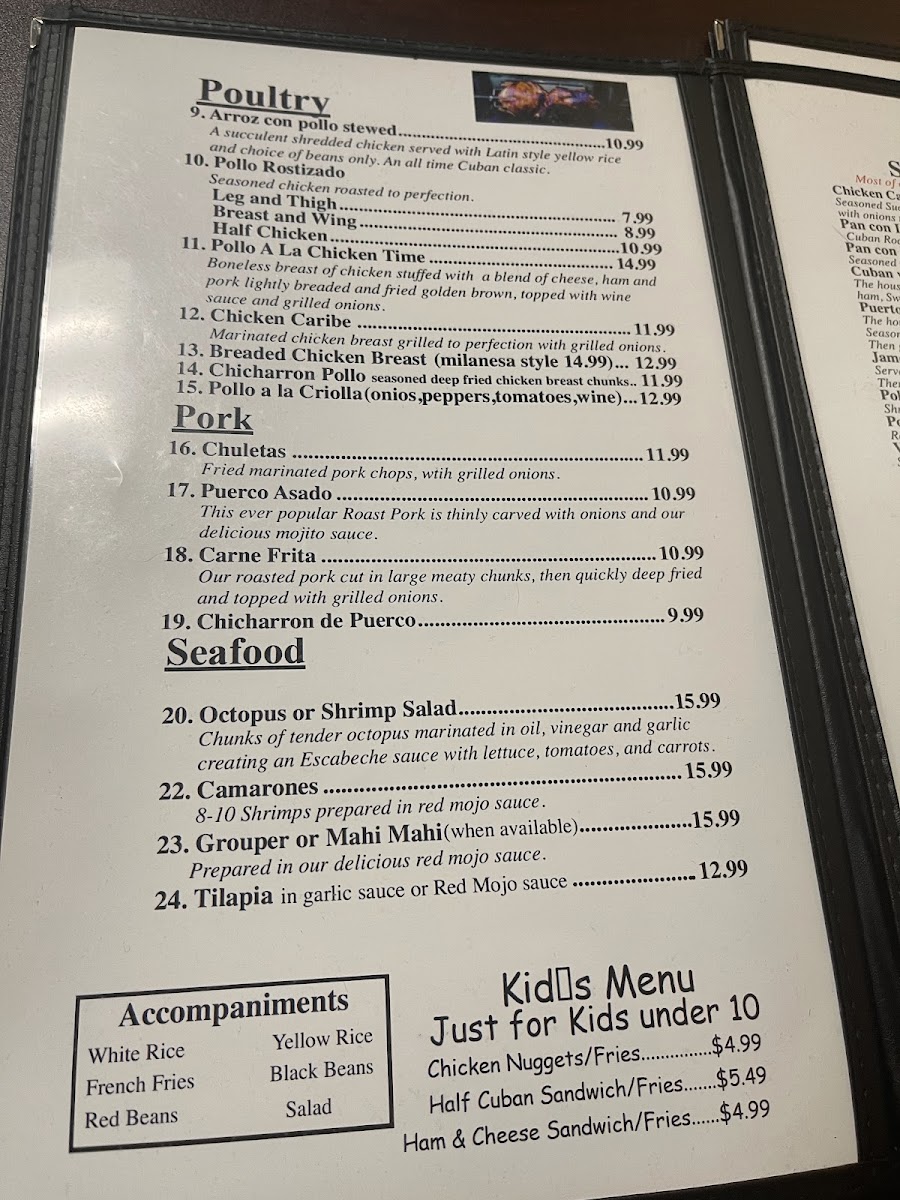 Poultry
9. Arroz con pollo stewed...............................................10.99
A succulent shredded chicken served with Latin style yellow rice
and choice of beans only. An all time Cuban classic.
10. Pollo Rostizado
Seasoned chicken roasted to perfection.
Leg and Thigh.................................................. 7.99
Breast and Wing............................................... 8.99
Half Chicken.....................................................10.99
11. Pollo A La Chicken Time ................................. 14.99
Boneless breast of chicken stuffed with a blend of cheese, ham and
pork lightly breaded and fried golden brown, topped with wine
sauce and grilled onions.
12. Chicken Caribe ................................................ 11.99
Marinated chicken breast grilled to perfection with grilled onions.
13. Breaded Chicken Breast (milanesa style 14.99)... 12.99
14. Chicharron Pollo seasoned deep fried chicken breast chunks.. 11.99
15. Pollo a la Criolla(onios,peppers,tomatoes,wine)...12.99
Pork
16. Chuletas ......................................................... 11.99
Fried marinated pork chops, wtih grilled onions.
17. Puerco Asado .................................................. 10.99
This ever popular Roast Pork is thinly carved with onions and our
delicious mojito sauce.
18. Carne Frita ...................................................... 10.99
Our roasted pork cut in large meaty chunks, then quickly deep fried
and topped with grilled onions.
19. Chicharron de Puerco........................................9.99
Seafood
20. Octopus or Shrimp Salad...................................15.99
Chunks of tender octopus marinated in oil, vinegar and garlic
creating an Escabeche sauce with lettuce, tomatoes, and carrots.
22. Camarones ........................................................ 15.99
8-10 Shrimps prepared in red mojo sauce.
23. Grouper or Mahi Mahi(when available)....................15.99
Prepared in our delicious red mojo sauce.
24. Tilapia in garlic sauce or Red Mojo sauce .................... 12.99
Accompaniments
White Rice Yellow Rice
French Fries Black Beans
Red Beans Salad
Kid▯s Menu
Just for Kids under 10
Chicken Nuggets/Fries...............$4.99
Half Cuban Sandwich/Fries.......$5.49
Ham & Cheese Sandwich/Fries......$4.99
Most of
Chicken
Seasoned
with onions
Pan con
Cuban
Pan con
Seasoned
Cuban
The
ham,
The
Then
Then